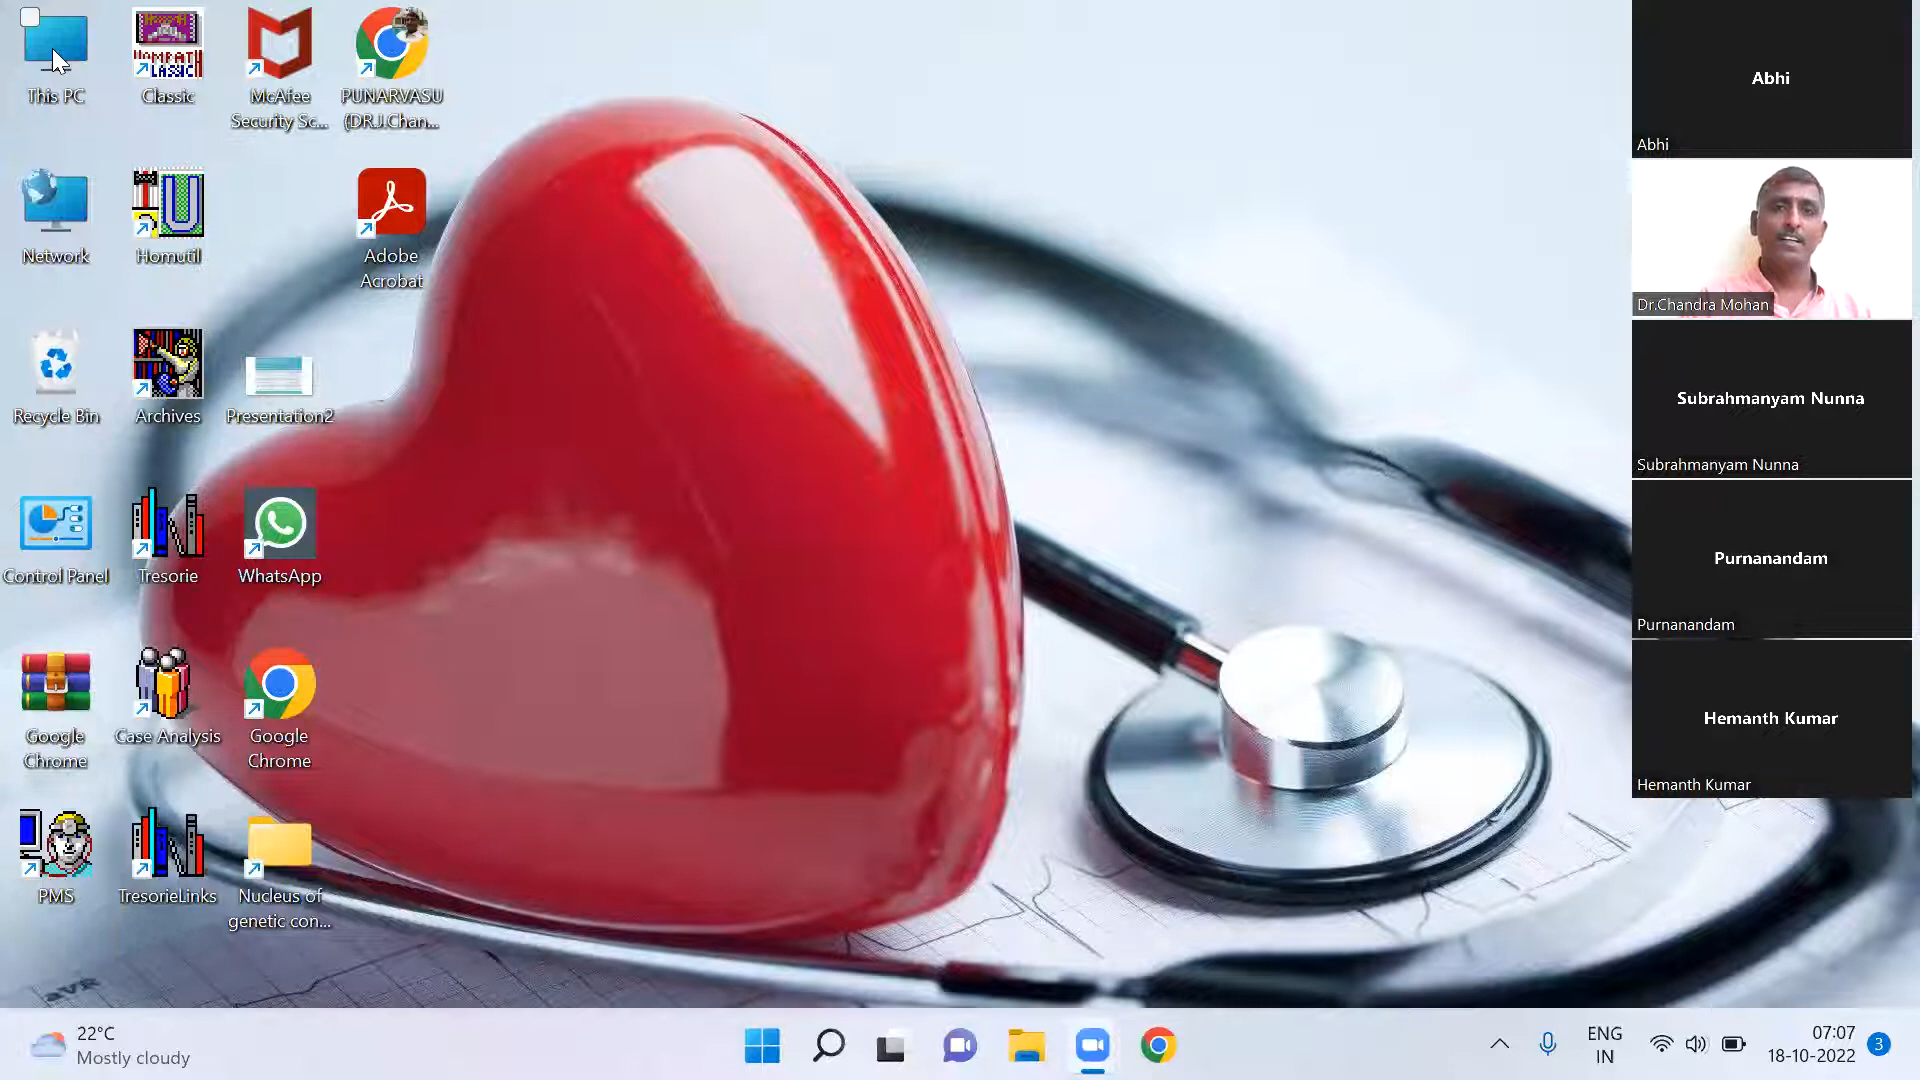 This PC
Classic
McAfee
Security Sc...
PUNARVASU
(DR.J.Chan...
Network
Homutil
Adobe
Acrobat
Recycle Bin
Archives
Presentation2
Control Panel
Tresorie
WhatsApp
Google
Chrome
Case Analysis
Google
Chrome
PMS
TresorieLinks
Nucleus of
genetic con...
aVR
Abhi
Abhi
Dr.Chandra Mohan
Subrahmanyam Nunna
Subrahmanyam Nunna
Purnanandam
Purnanandam
Hemanth Kumar
Hemanth Kumar
22°C
Mostly cloudy
ENG
IN
07:07
18-10-2022
3